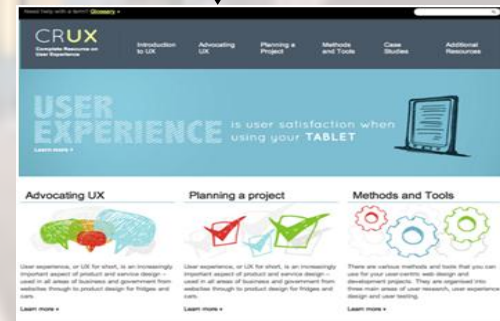 Need help with a term? Glossary »
CRUX
Complete Resource on
User Experience
Introduction
to UX
Advocating
UX
Planning a
Project
Methods
and Tools
Case
Studies
Additional
Resources
USER
EXPERIENCE is user satisfaction when
using your TABLET
Learn more »
Advocating UX
User experience, or UX for short, is an increasingly
important aspect of product and service design –
used in all areas of business and government from
websites through to product design for fridges and
cars.
Learn more »
Planning a project
User experience, or UX for short, is an increasingly
important aspect of product and service design –
used in all areas of business and government from
websites through to product design for fridges and
cars.
Learn more »
Methods and Tools
There are various methods and tools that you can
use for your user-centric web design and
development projects. They are organised into
three main areas of user research, user experience
design and user testing.
Learn more »